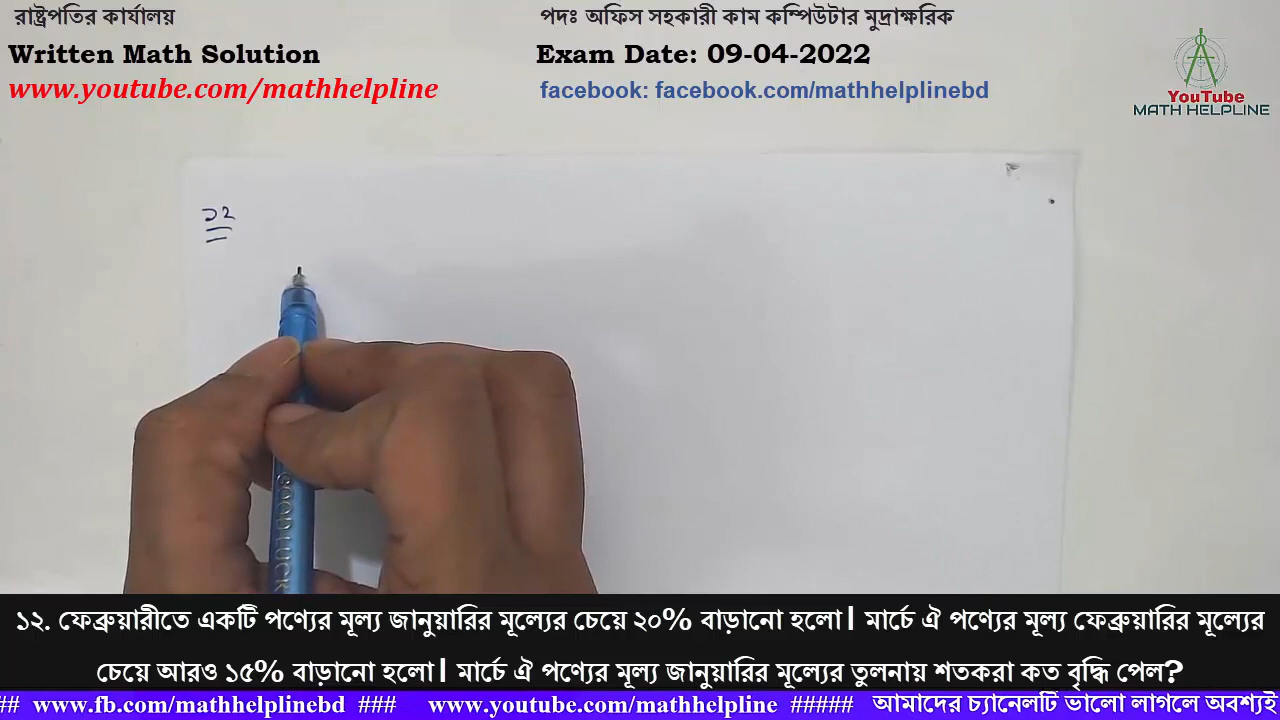 রাষ্ট্রপতির কার্যালয়
পদঃ অফিস সহকারী কাম কম্পিউটার মুদ্রাক্ষরিক
Written Math Solution
Exam Date: 09-04-2022
www.youtube.com/mathhelpline
facebook: facebook.com/mathhelplinebd
YouTube
MATH HELPLINE
১২
GOOD LUCK
১২. ফেব্রুয়ারীতে একটি পণ্যের মূল্য জানুয়ারির মূল্যের চেয়ে ২০% বাড়ানো হলো। মার্চে ঐ পণ্যের মূল্য ফেব্রুয়ারির মূল্যের
চেয়ে আরও ১৫% বাড়ানো হলো। মার্চে ঐ পণ্যের মূল্য জানুয়ারির মূল্যের তুলনায় শতকরা কত বৃদ্ধি পেল?
## www.fb.com/mathhelplinebd ### www.youtube.com/mathhelpline ##### আমাদের চ্যানেলটি ভালো লাগলে অবশ্যই